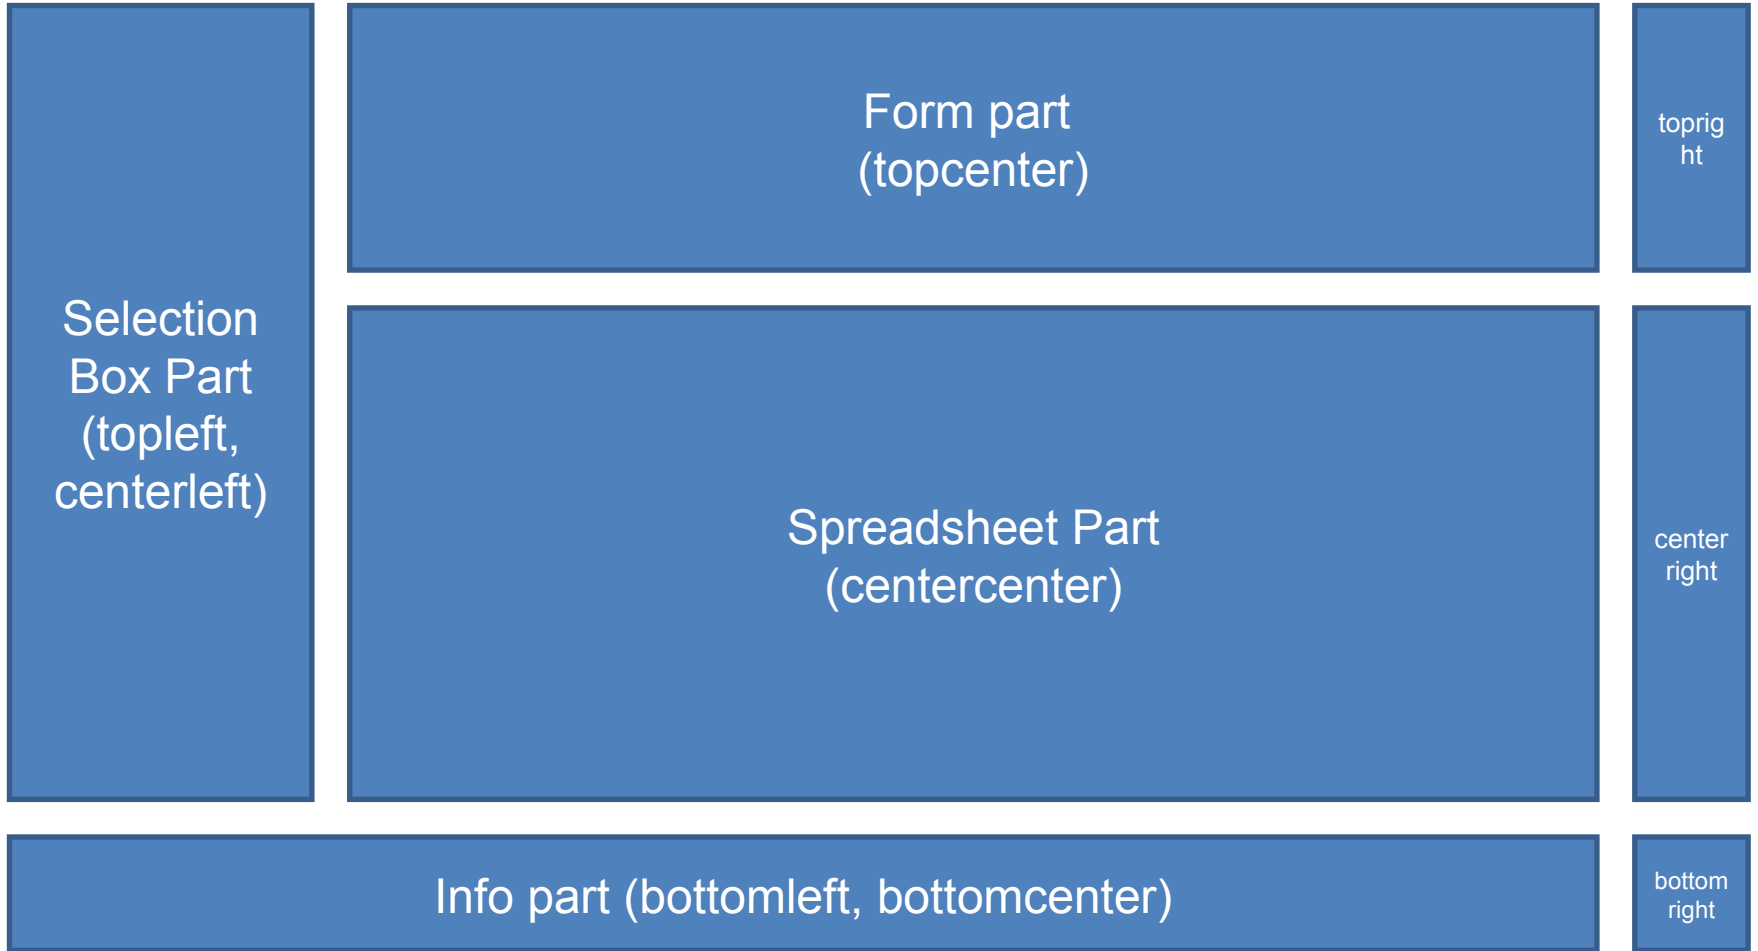 Form part
(topcenter)
toprig
ht
Selection
Box Part
(topleft,
centerleft)
Spreadsheet Part
(centercenter)
center
right
Info part (bottomleft, bottomcenter)
bottom
right